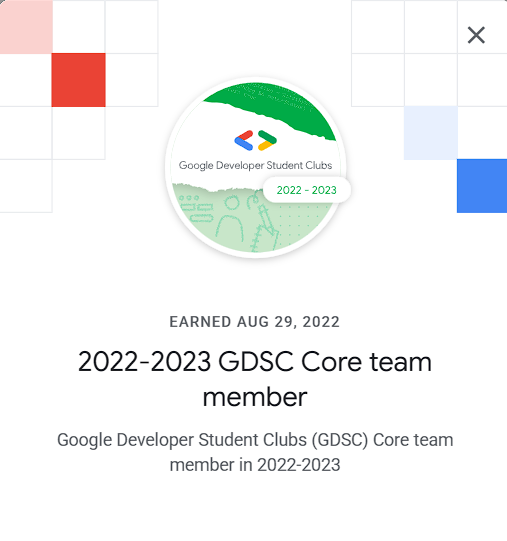 Google Developer Student Clubs
2022 - 2023
EARNED AUG 29, 2022
2022-2023 GDSC Core team
member
Google Developer Student Clubs (GDSC) Core team
member in 2022-2023